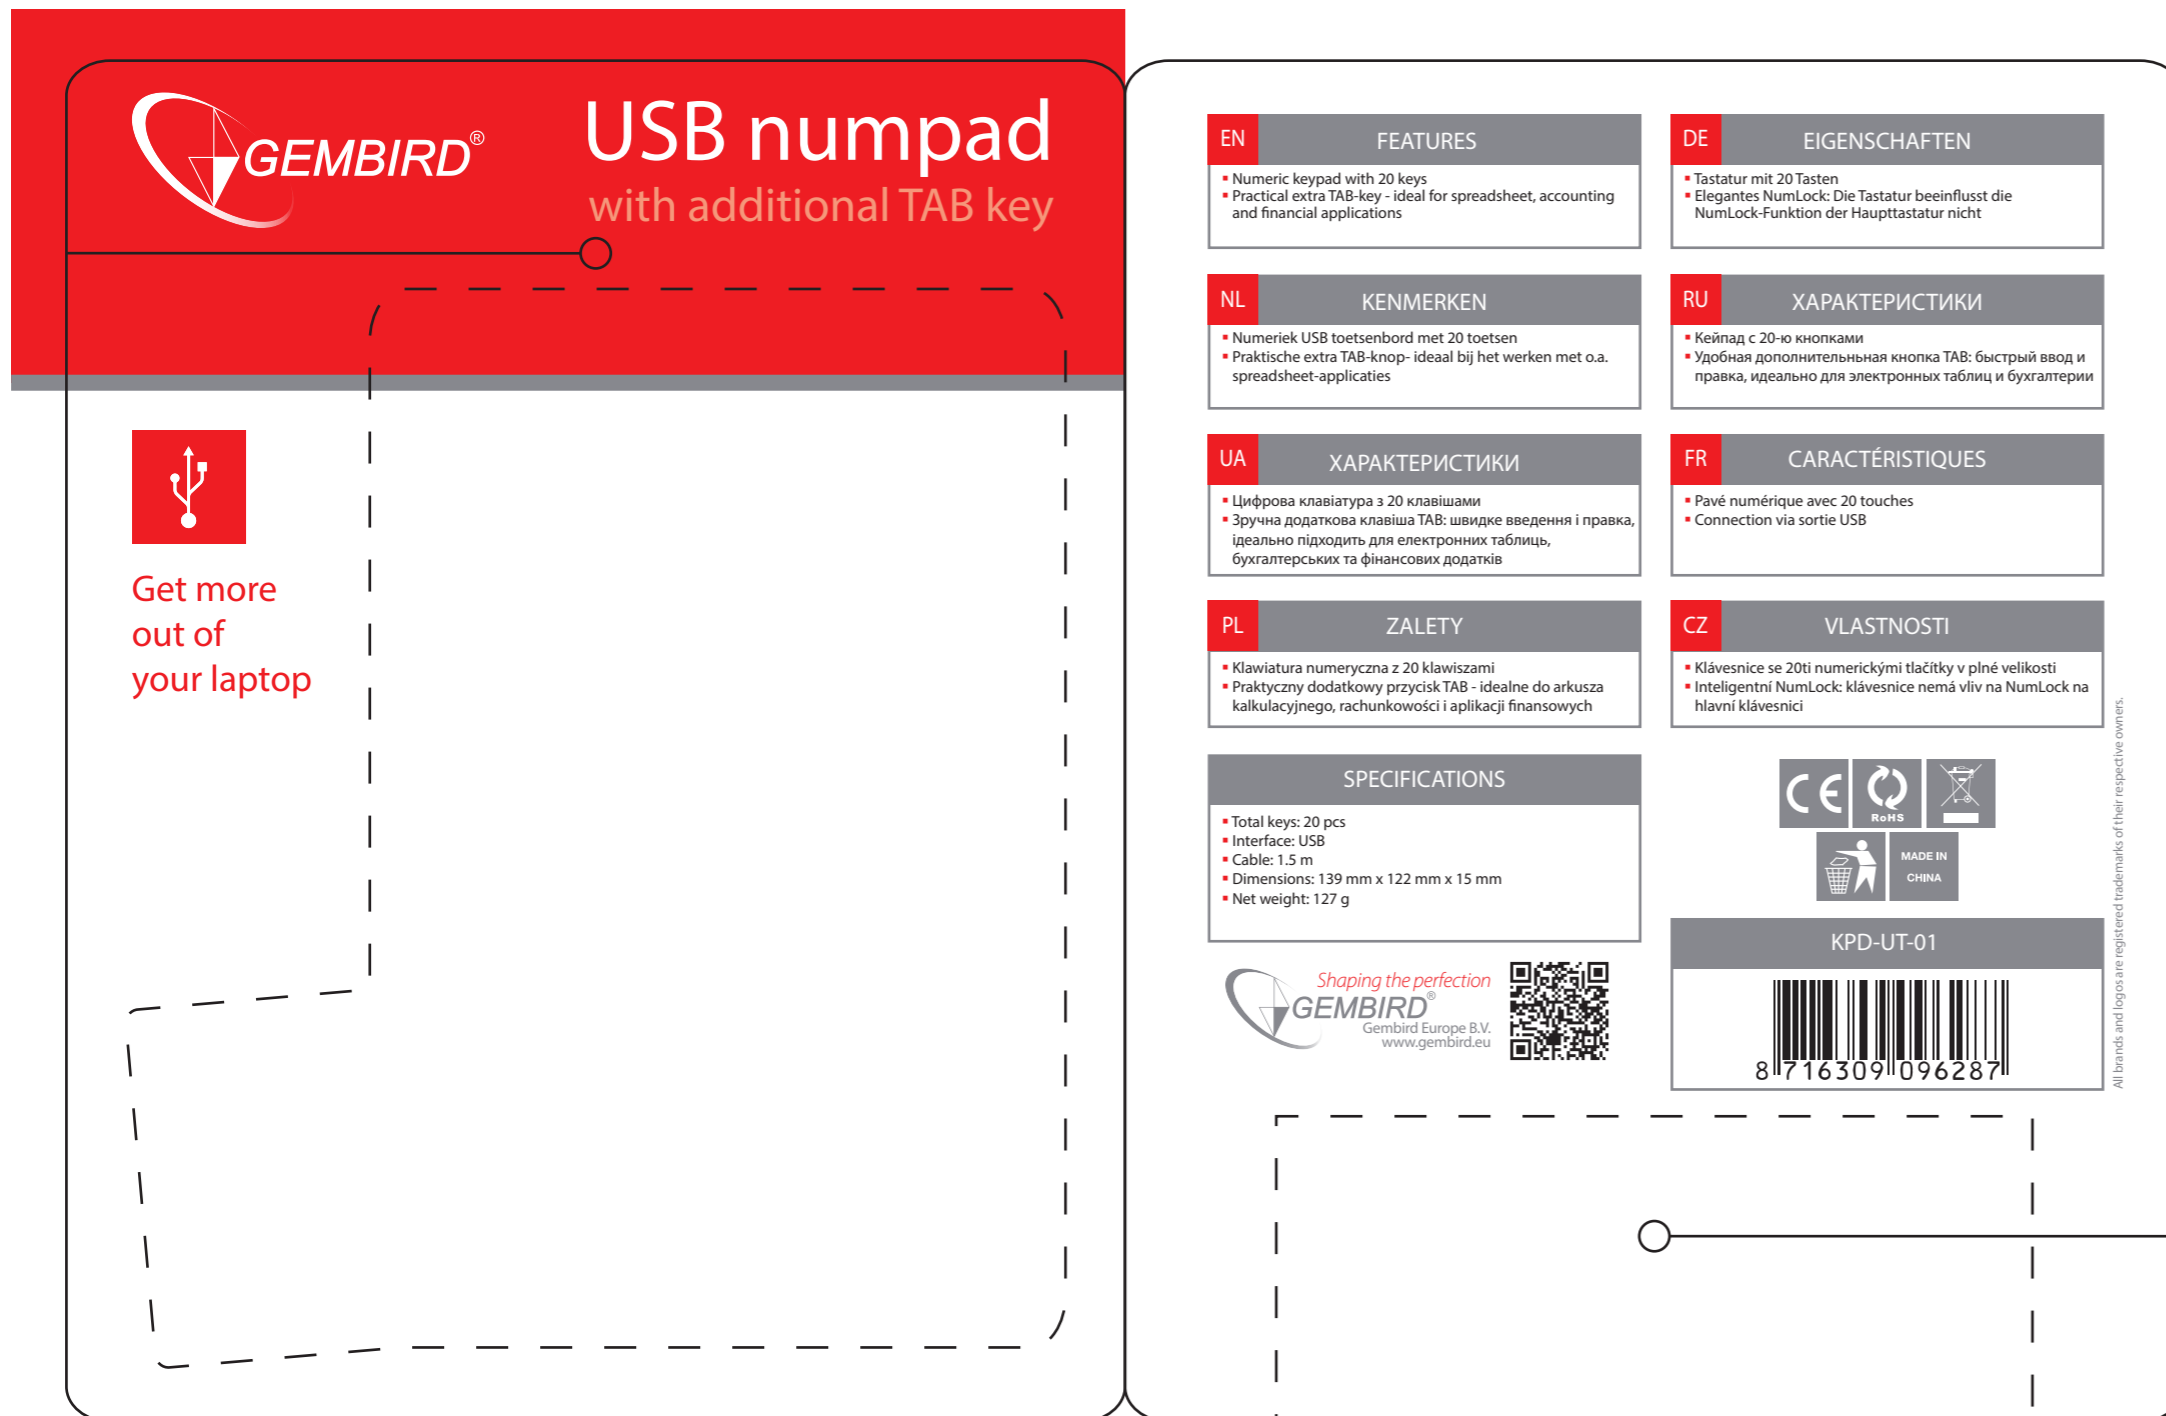 GEMBIRD®
USB numpad
with additional TAB key
Get more
out of
your laptop
EN
FEATURES
Numeric keypad with 20 keys
Practical extra TAB-key - ideal for spreadsheet, accounting
and financial applications
DE
EIGENSCHAFTEN
Tastatur mit 20 Tasten
Elegantes NumLock: Die Tastatur beeinflusst die
NumLock-Funktion der Haupttastatur nicht
NL
KENMERKEN
Numeriek USB toetsenbord met 20 toetsen
Praktische extra TAB-knop- ideaal bij het werken met o.a.
spreadsheet-applicaties
RU
ХАРАКТЕРИСТИКИ
Кейпад с 20-ю кнопками
Удобная дополнительньная кнопка TAB: быстрый ввод и
правка, идеально для электронных таблиц и бухгалтерии
UA
ХАРАКТЕРИСТИКИ
Цифрова клавіатура з 20 клавішами
Зручна додаткова клавіша TAB: швидке введення і правка,
ідеально підходить для електронних таблиць,
бухгалтерських та фінансових додатків
FR
CARACTÉRISTIQUES
Pavé numérique avec 20 touches
Connection via sortie USB
PL
ZALETY
Klawiatura numeryczna z 20 klawiszami
Praktyczny dodatkowy przycisk TAB - idealne do arkusza
kalkulacyjnego, rachunkowości i aplikacji finansowych
CZ
VLASTNOSTI
Klávesnice se 20ti numerickými tlačítky v plné velikosti
Inteligentní NumLock: klávesnice nemá vliv na NumLock na
hlavní klávesnici
SPECIFICATIONS
Total keys: 20 pcs
Interface: USB
Cable: 1.5 m
Dimensions: 139 mm x 122 mm x 15 mm
Net weight: 127 g
CE
RoHS
MADE IN
CHINA
Shaping the perfection
GEMBIRD®
Gembird Europe B.V.
www.gembird.eu
KPD-UT-01
8 716309 096287
All brands and logos are registered trademarks of their respective owners.